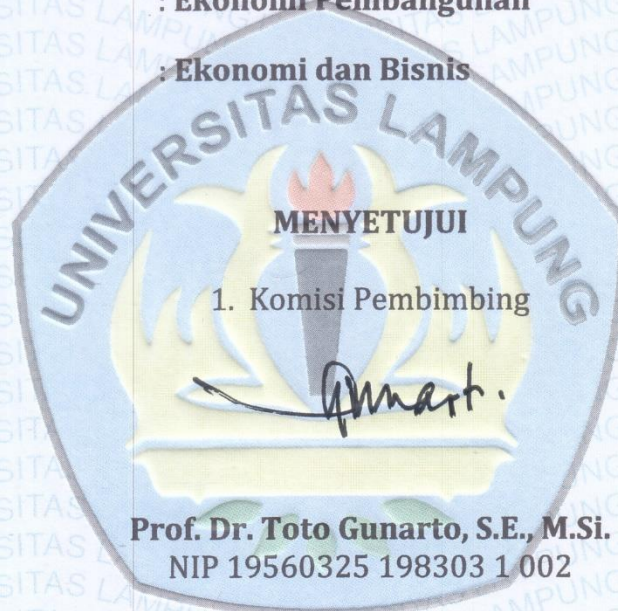 : Ekonomi Pembangunan
: Ekonomi dan Bisnis
UNIVERSITAS LAMPUNG
MENYETUJUI
1. Komisi Pembimbing
Prof. Dr. Toto Gunarto, S.E., M.Si.
NIP 19560325 198303 1 002